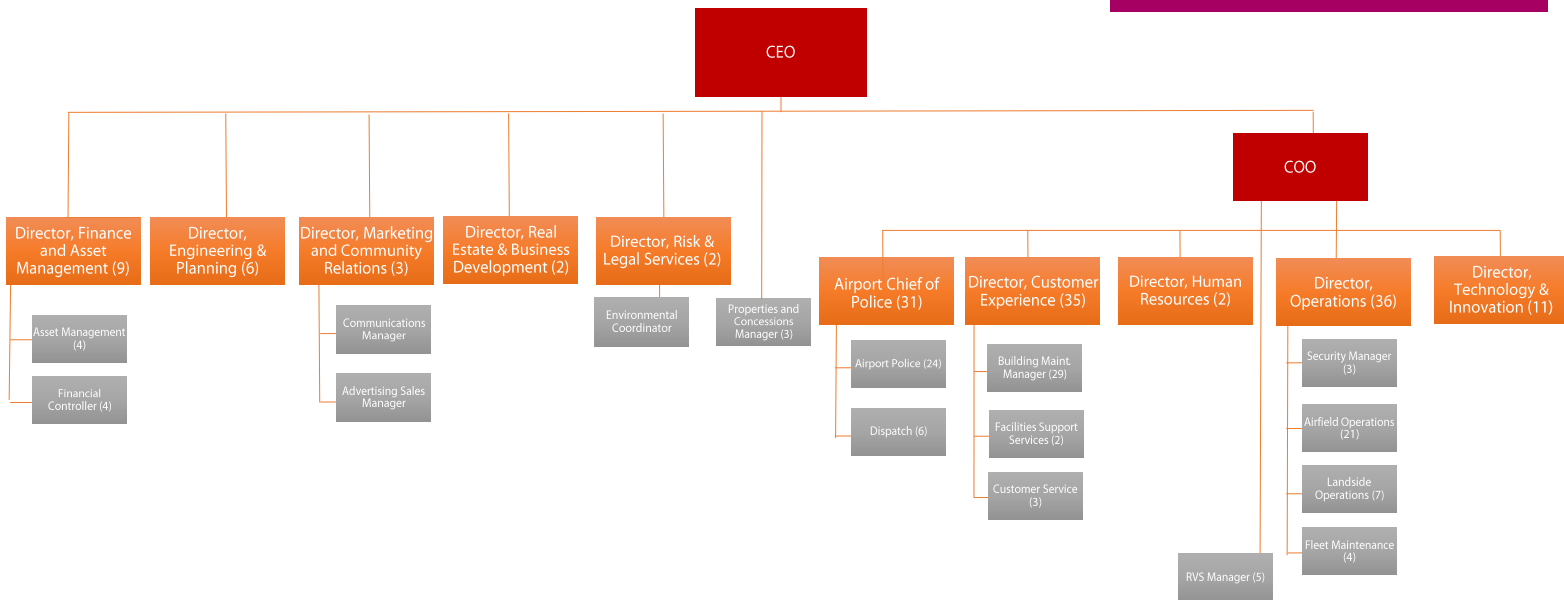 CEO
COO
Director, Finance
and Asset
Management (9)
Director,
Engineering &
Planning (6)
Director, Marketing
and Community
Relations (3)
Director, Real
Estate & Business
Development (2)
Director, Risk &
Legal Services (2)
Airport Chief of
Police (31)
Director, Customer
Experience (35)
Director, Human
Resources (2)
Director,
Operations (36)
Director,
Technology &
Innovation (11)
Asset Management
(4)
Financial
Controller (4)
Communications
Manager
Advertising Sales
Manager
Environmental
Coordinator
Properties and
Concessions
Manager (3)
Airport Police (24)
Dispatch (6)
Building Maint.
Manager (29)
Facilities Support
Services (2)
Customer Service
(3)
Security Manager
(3)
Airfield Operations
(21)
Landside
Operations (7)
Fleet Maintenance
(4)
RVS Manager (5)